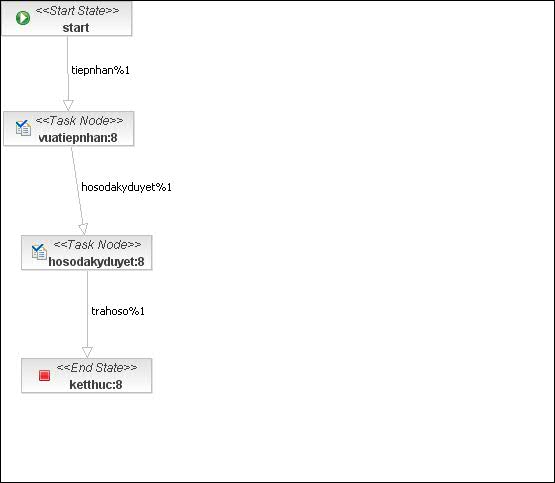 <<Start State>>
start
tiepnhan%1
<<Task Node>>
vuatiepnhan:8
hosodakyduyet%1
<<Task Node>>
hosodakyduyet:8
trahoso%1
<<End State>>
ketthuc:8